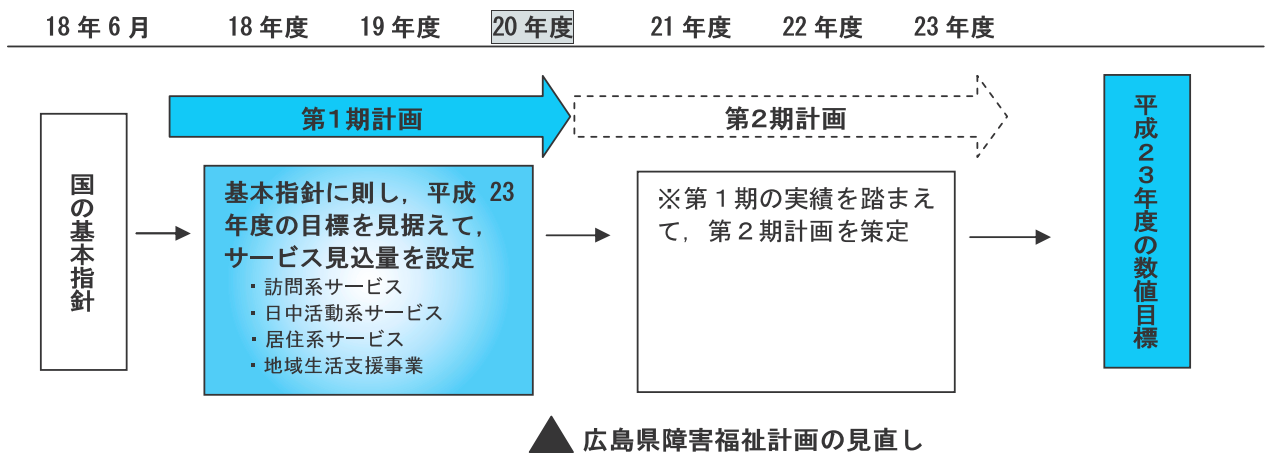 18年6月 18年度 19年度 20年度 21年度 22年度 23年度
第1期計画
第2期計画
国の基本指針
基本指針に則し，平成 23
年度の目標を見据えて，
サービス見込量を設定
・訪問系サービス
・日中活動系サービス
・居住系サービス
・地域生活支援事業
※第１期の実績を踏まえ
て，第２期計画を策定
平成２３年度の数値目標
▲ 広島県障害福祉計画の見直し